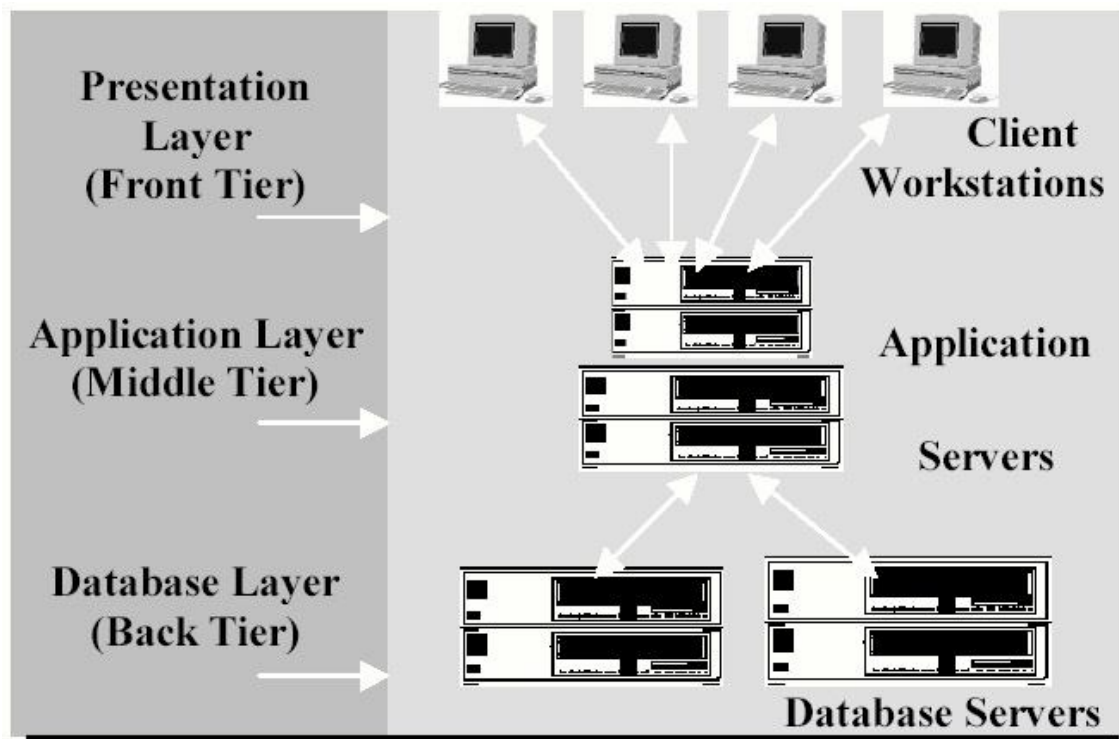 Presentation
Layer
(Front Tier)
Client
Workstations
Application Layer
(Middle Tier)
Application
Servers
Database Layer
(Back Tier)
Database Servers